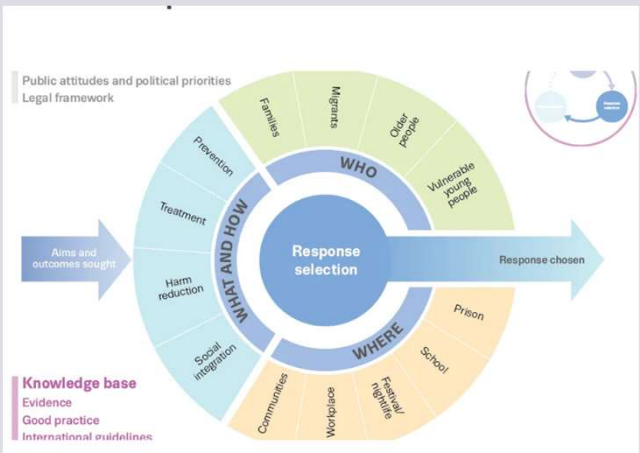 Public attitudes and political priorities
Legal framework
Families
Migrants
Older
people
Vulnerable
young
people
WHO
Prevention
Treatment
Harm
reduction
Social
integration
WHAT AND HOW
Aims and
outcomes sought
Response
selection
Response chosen
Response
selection
Prison
School
Festival/
nightlife
Workplace
Communities
WHERE
Knowledge base
Evidence
Good practice
International guidelines